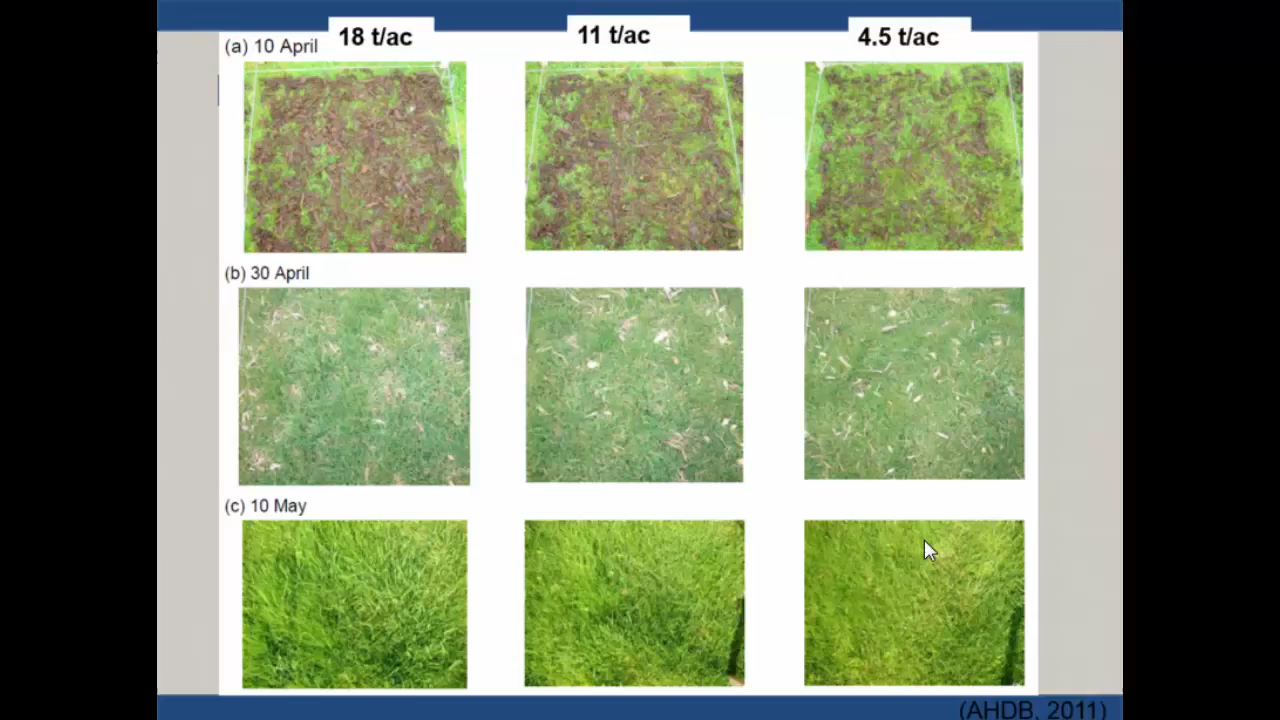 18 t/ac
11 t/ac
4.5 t/ac
(a) 10 April
(b) 30 April
(c) 10 May
(AHDB, 2011)